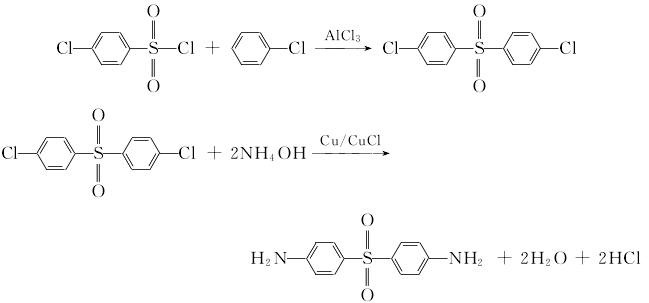 O O
Cl S Cl + Cl AlCl₃ Cl S Cl
O O
O
Cl S Cl + 2NH₄OH Cu/CuCl
O
O
H₂N S NH₂ + 2H₂O + 2HCl
O